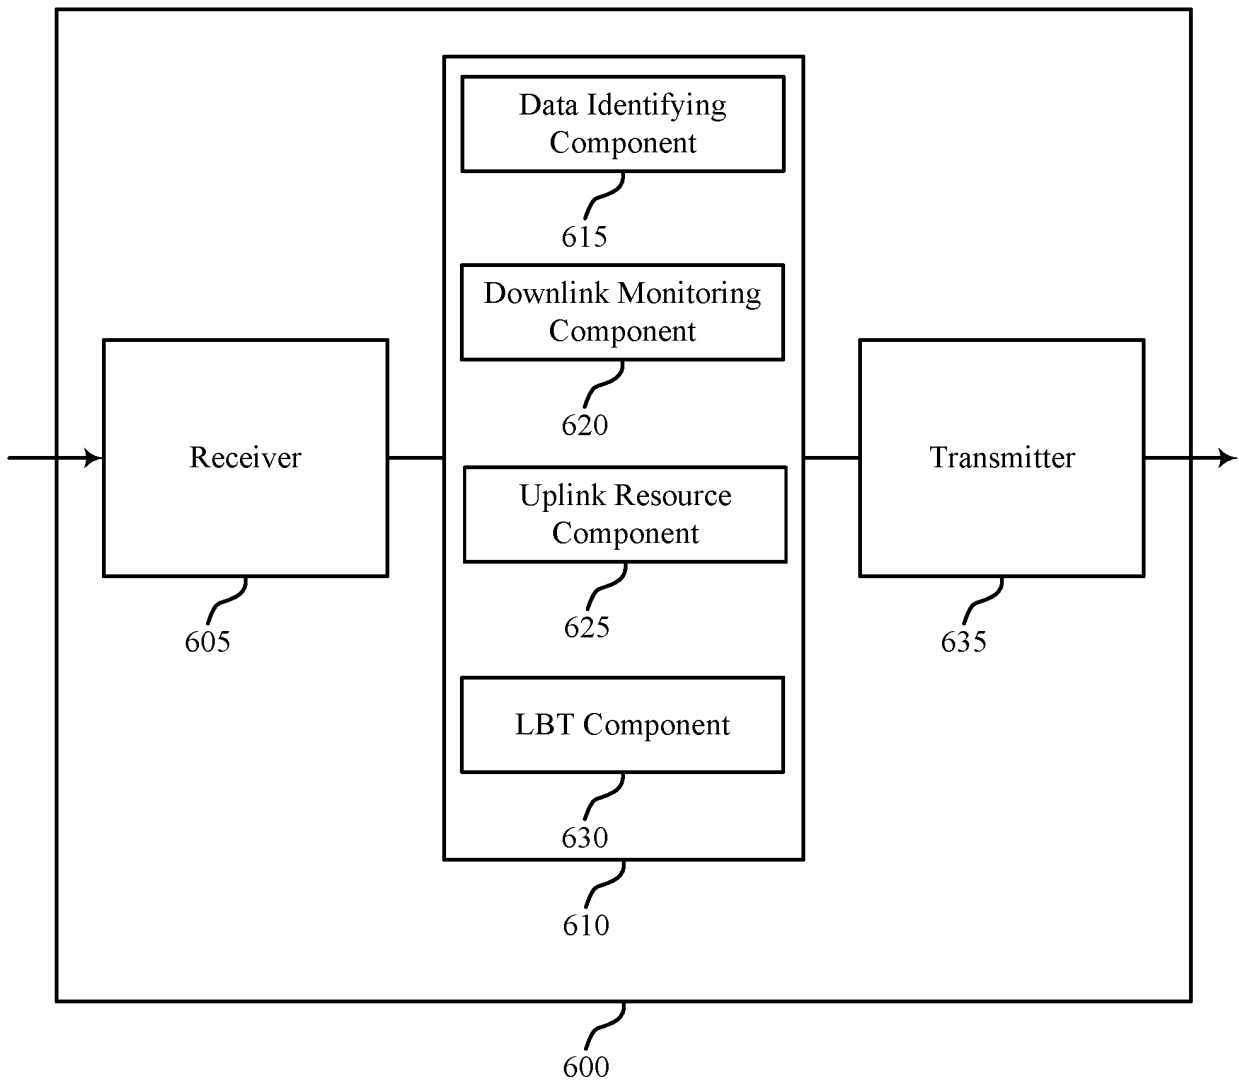 Data Identifying
Component
615
Downlink Monitoring
Component
620
Receiver
605
Uplink Resource
Component
625
Transmitter
635
LBT Component
630
610
600